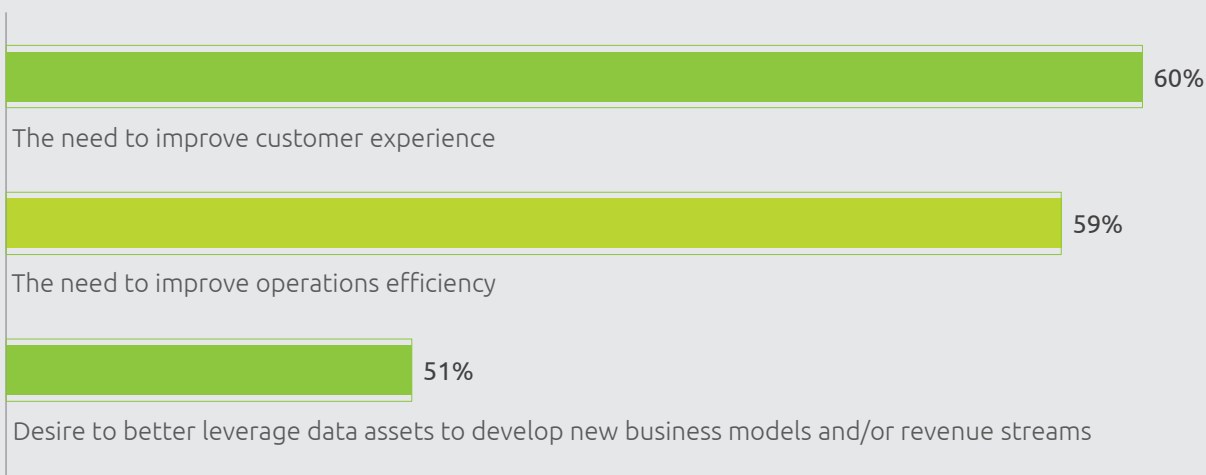 60%
The need to improve customer experience
59%
The need to improve operations efficiency
51%
Desire to better leverage data assets to develop new business models and/or revenue streams